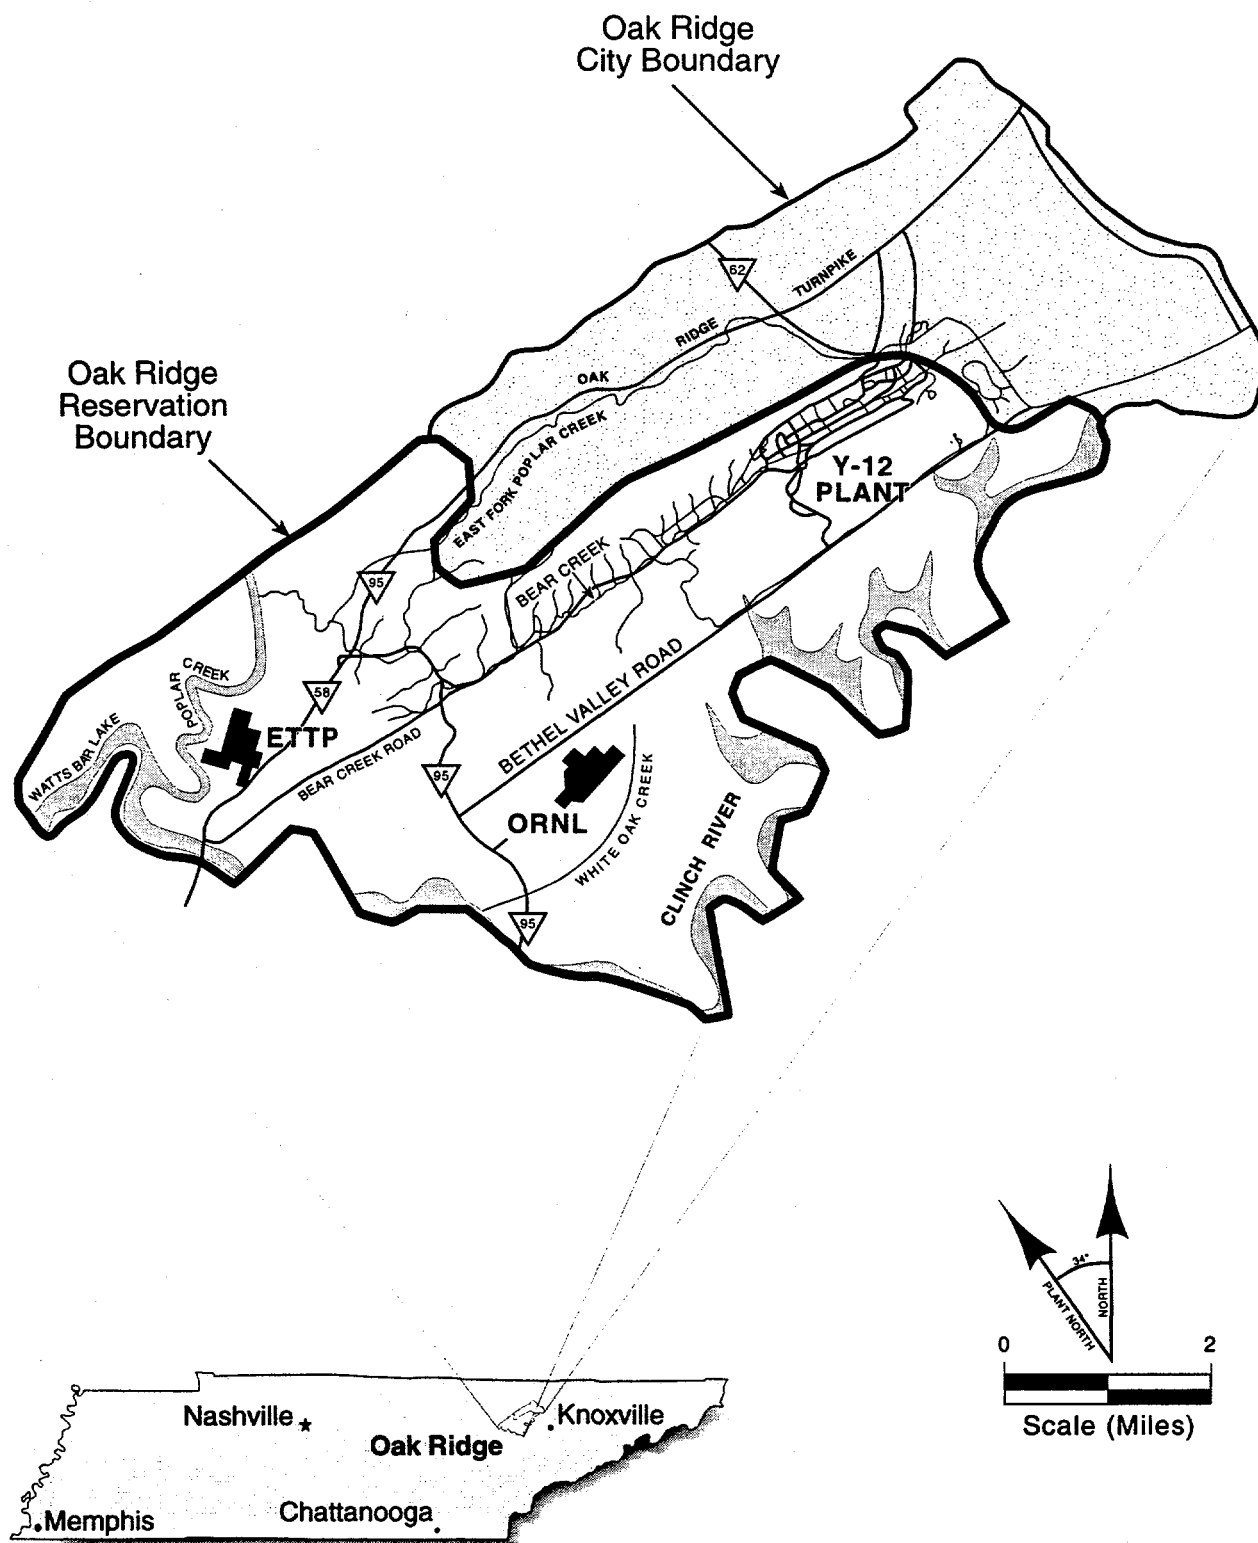 Oak Ridge
City Boundary
62
TURNPIKE
RIDGE
OAK
Oak Ridge
Reservation
Boundary
EAST FORK POPLAR CREEK
Y-12
PLANT
95
BEAR CREEK
POPLAR
CREEK
58
BETHEL VALLEY ROAD
WATTS BAR LAKE
ETTP
BEAR CREEK ROAD
95
ORNL
WHITE OAK CREEK
CLINCH RIVER
95
34°
PLANT NORTH
NORTH
0 2
Scale (Miles)
Nashville
Knoxville
Oak Ridge
Chattanooga
Memphis